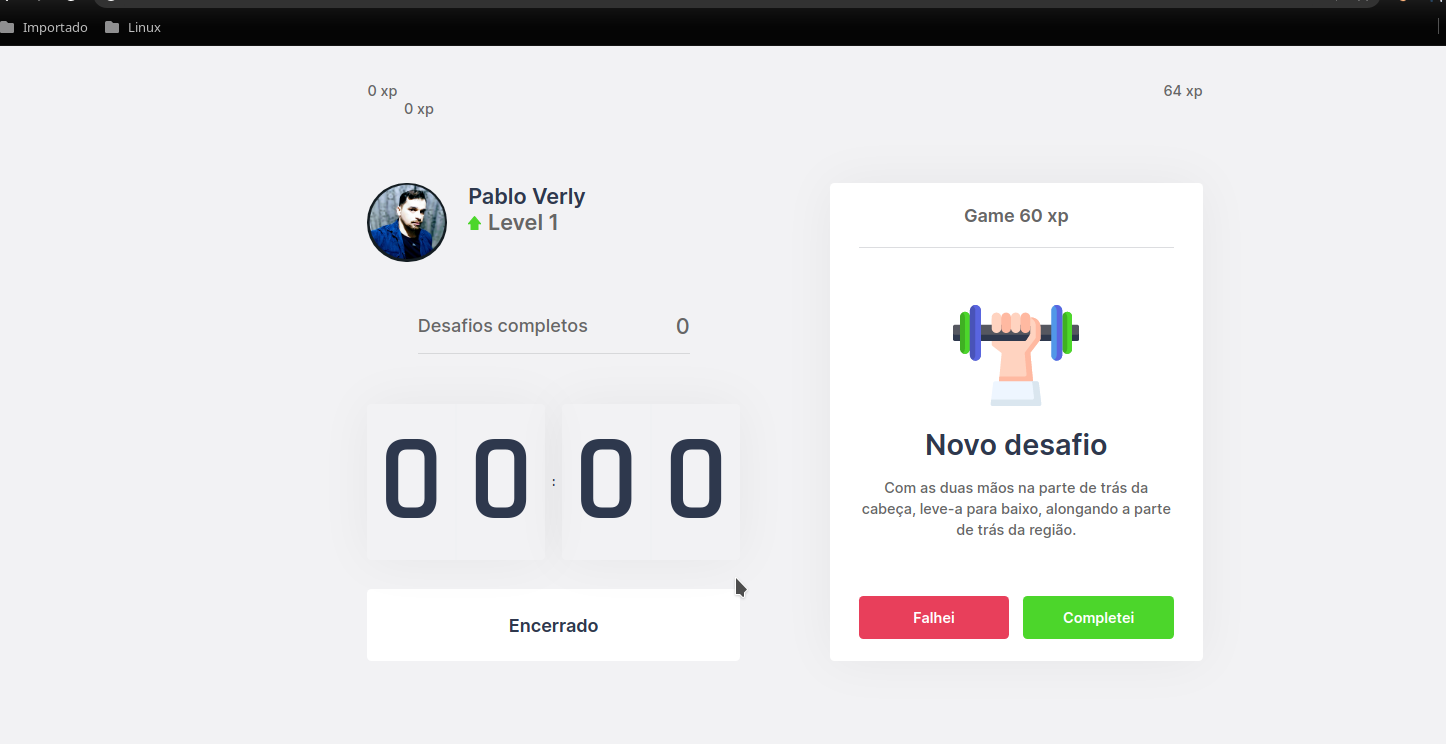 Importado Linux
0 xp 64 xp
0 xp
Pablo Verly
Level 1
Desafios completos 0
0 0 : 0 0
Encerrado
Game 60 xp
Novo desafio
Com as duas mãos na parte de trás da
cabeça, leve-a para baixo, alongando a parte
de trás da região.
Falhei Completei